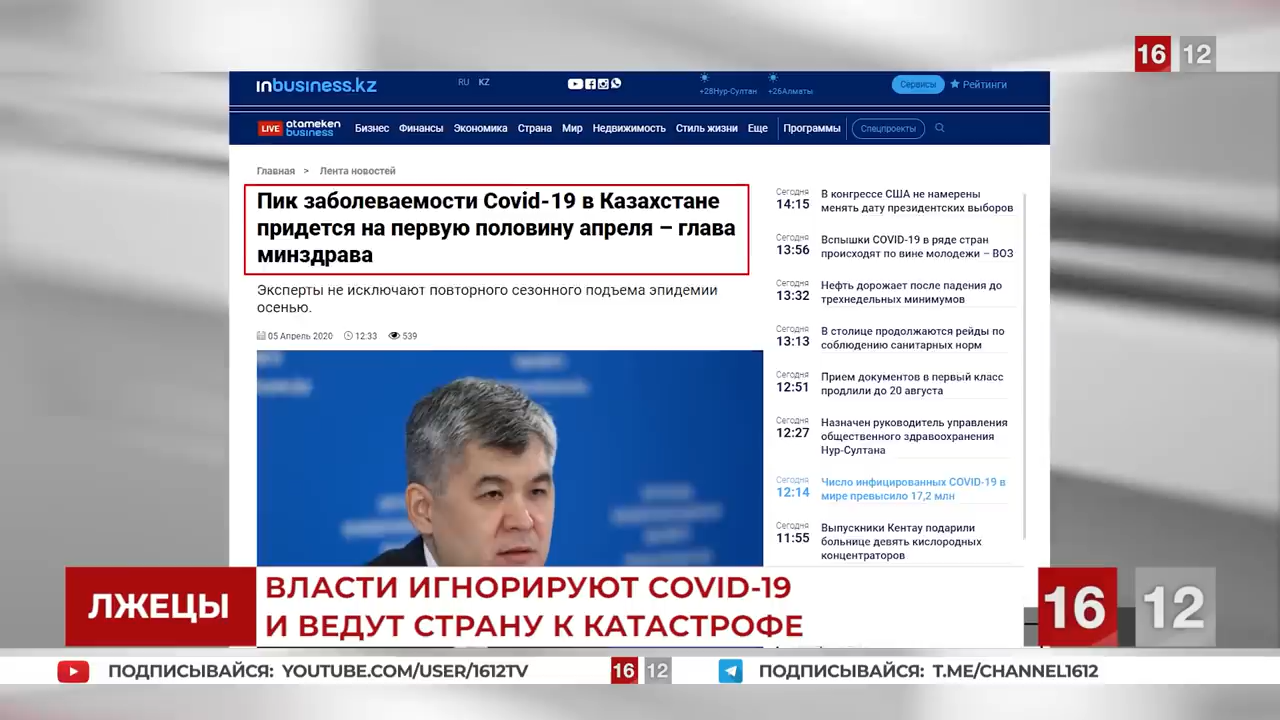 16 12
inbusiness.kz
RU KZ
+28Нур-Султан +26Алматы
Сервисы
Рейтинги
LIVE
atameken
business
Бизнес Финансы Экономика Страна Мир Недвижимость Стиль жизни Еще Программы Спецпроекты
Главная > Лента новостей
Пик заболеваемости Covid-19 в Казахстане
придется на первую половину апреля – глава
минздрава
Эксперты не исключают повторного сезонного подъема эпидемии
осенью.
05 Апрель 2020 12:33 539
Сегодня
14:15
В конгрессе США не намерены
менять дату президентских выборов
Сегодня
13:56
Вспышки COVID-19 в ряде стран
происходят по вине молодежи – ВОЗ
Сегодня
13:32
Нефть дорожает после падения до
трехнедельных минимумов
Сегодня
13:13
В столице продолжаются рейды по
соблюдению санитарных норм
Сегодня
12:51
Прием документов в первый класс
продлили до 20 августа
Сегодня
12:27
Назначен руководитель управления
общественного здравоохранения
Нур-Султана
Сегодня
12:14
Число инфицированных COVID-19 в
мире превысило 17,2 млн
Сегодня
11:55
Выпускники Кентау подарили
больнице девять кислородных
концентраторов
ЛЖЕЦЫ
ВЛАСТИ ИГНОРИРУЮТ COVID-19
И ВЕДУТ СТРАНУ К КАТАСТРОФЕ
16 12
ПОДПИСЫВАЙСЯ: YOUTUBE.COM/USER/1612TV
16 12
ПОДПИСЫВАЙСЯ: T.ME/CHANNEL1612